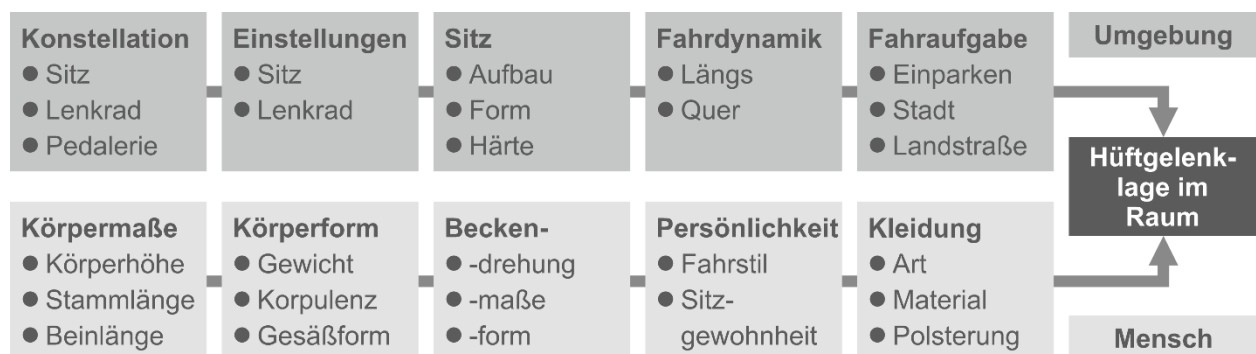 Konstellation
● Sitz
● Lenkrad
● Pedalerie
Einstellungen
● Sitz
● Lenkrad
Sitz
● Aufbau
● Form
● Härte
Fahrdynamik
● Längs
● Quer
Fahraufgabe
● Einparken
● Stadt
● Landstraße
Umgebung
Hüftgelenk-
lage im
Raum
Körpermaße
● Körperhöhe
● Stammlänge
● Beinlänge
Körperform
● Gewicht
● Korpulenz
● Gesäßform
Becken-
● -drehung
● -maße
● -form
Persönlichkeit
● Fahrstil
● Sitz-
gewohnheit
Kleidung
● Art
● Material
● Polsterung
Mensch